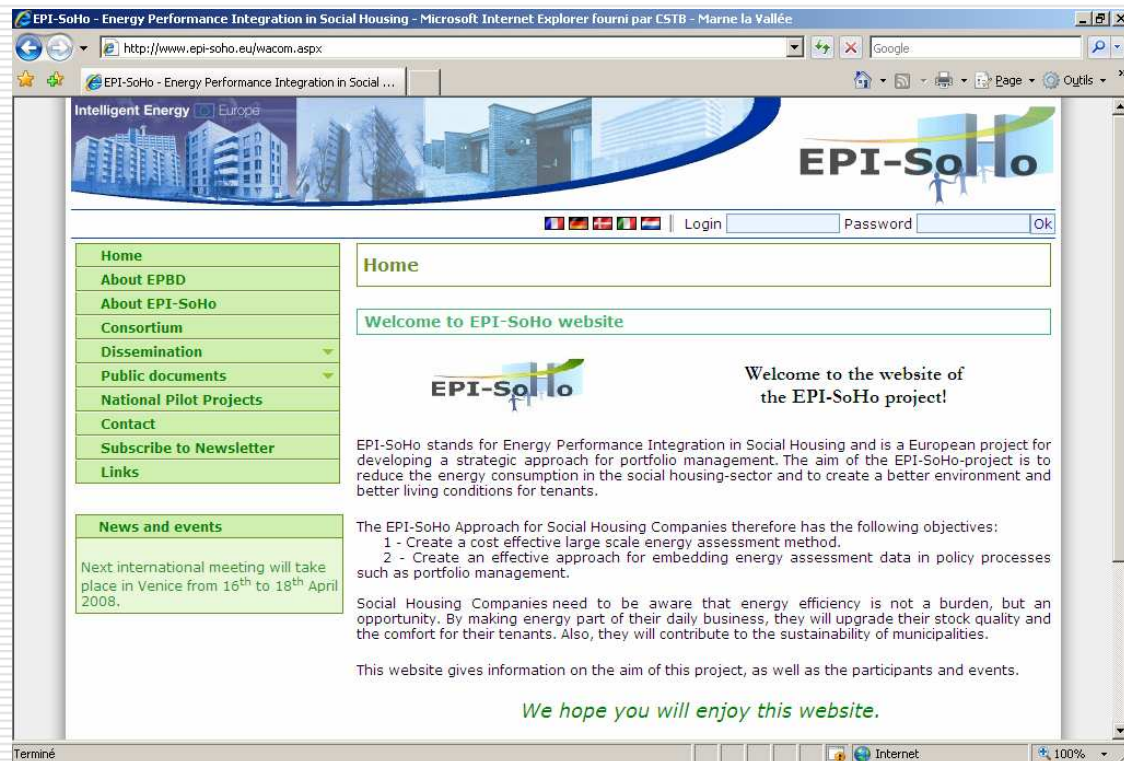 EPI-SoHo - Energy Performance Integration in Social Housing - Microsoft Internet Explorer fourni par CSTB - Marne la Vallée
http://www.epi-soho.eu/wacom.aspx
Google
EPI-SoHo - Energy Performance Integration in Social ...
Page
Outils
Intelligent Energy Europe
EPI-SoHo
Login
Password
Ok
Home
About EPBD
About EPI-SoHo
Consortium
Dissemination
Public documents
National Pilot Projects
Contact
Subscribe to Newsletter
Links
News and events
Next international meeting will take
place in Venice from 16th to 18th April
2008.
Home
Welcome to EPI-SoHo website
EPI-SoHo
Welcome to the website of
the EPI-SoHo project!
EPI-SoHo stands for Energy Performance Integration in Social Housing and is a European project for
developing a strategic approach for portfolio management. The aim of the EPI-SoHo-project is to
reduce the energy consumption in the social housing-sector and to create a better environment and
better living conditions for tenants.
The EPI-SoHo Approach for Social Housing Companies therefore has the following objectives:
1 - Create a cost effective large scale energy assessment method.
2 - Create an effective approach for embedding energy assessment data in policy processes
such as portfolio management.
Social Housing Companies need to be aware that energy efficiency is not a burden, but an
opportunity. By making energy part of their daily business, they will upgrade their stock quality and
the comfort for their tenants. Also, they will contribute to the sustainability of municipalities.
This website gives information on the aim of this project, as well as the participants and events.
We hope you will enjoy this website.
Terminé
Internet
100%